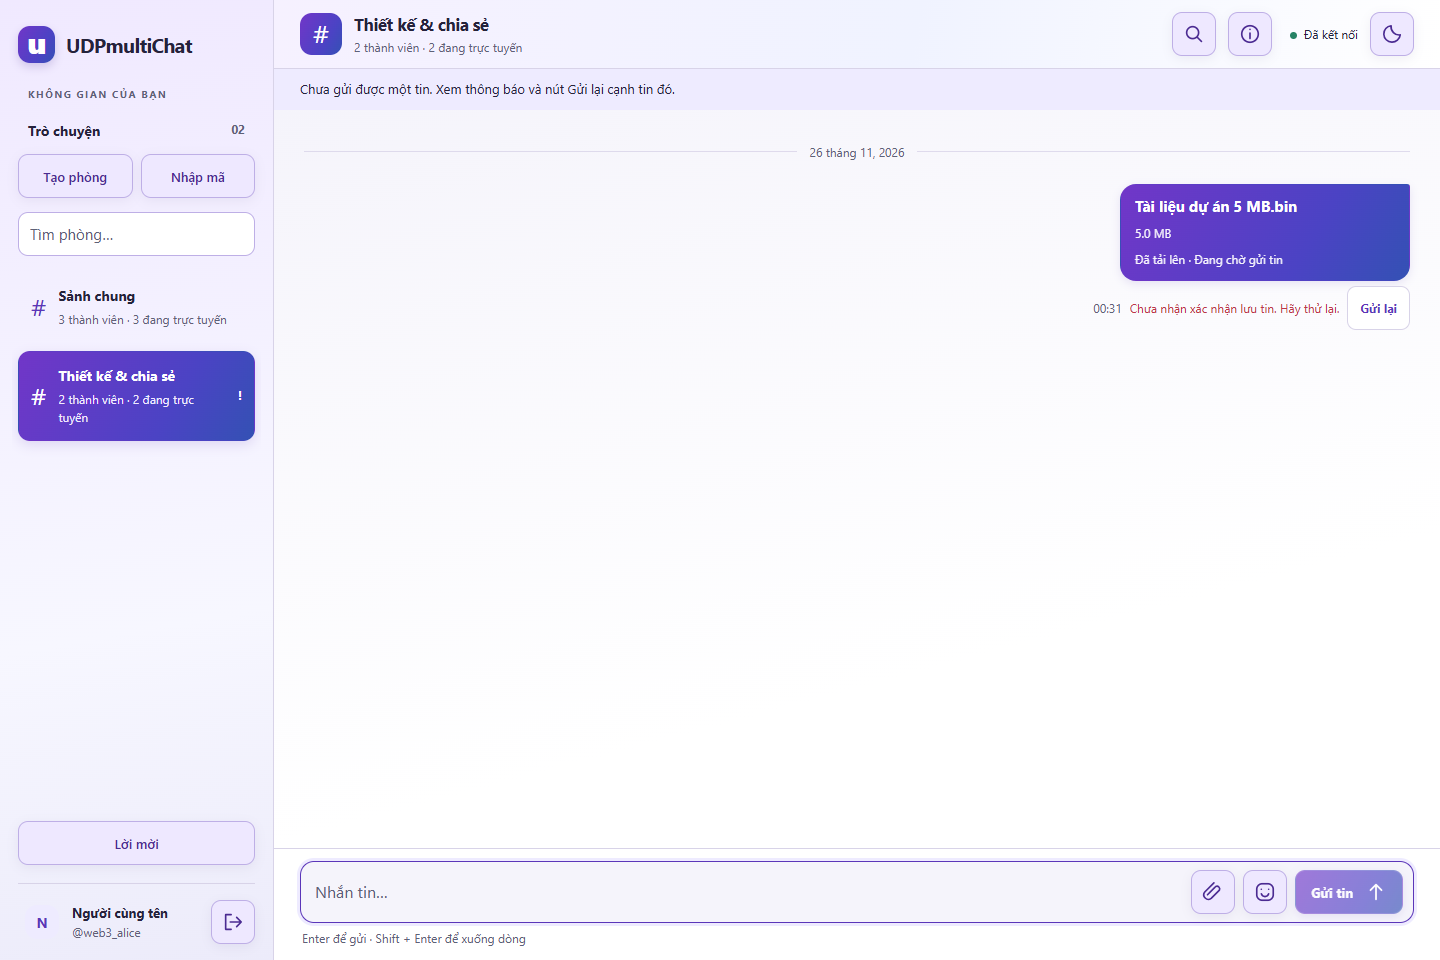 u UDPmultiChat
KHÔNG GIAN CỦA BẠN
Trò chuyện 02
Tạo phòng Nhập mã
Tìm phòng...
# Sảnh chung
3 thành viên · 3 đang trực tuyến
# Thiết kế & chia sẻ
2 thành viên · 2 đang trực
tuyến
!
Lời mời
N Người cùng tên
@web3_alice
# Thiết kế & chia sẻ
2 thành viên · 2 đang trực tuyến
Đã kết nối
Chưa gửi được một tin. Xem thông báo và nút Gửi lại cạnh tin đó.
26 tháng 11, 2026
Tài liệu dự án 5 MB.bin
5.0 MB
Đã tải lên · Đang chờ gửi tin
00:31 Chưa nhận xác nhận lưu tin. Hãy thử lại. Gửi lại
Nhắn tin...
Gửi tin
Enter để gửi · Shift + Enter để xuống dòng